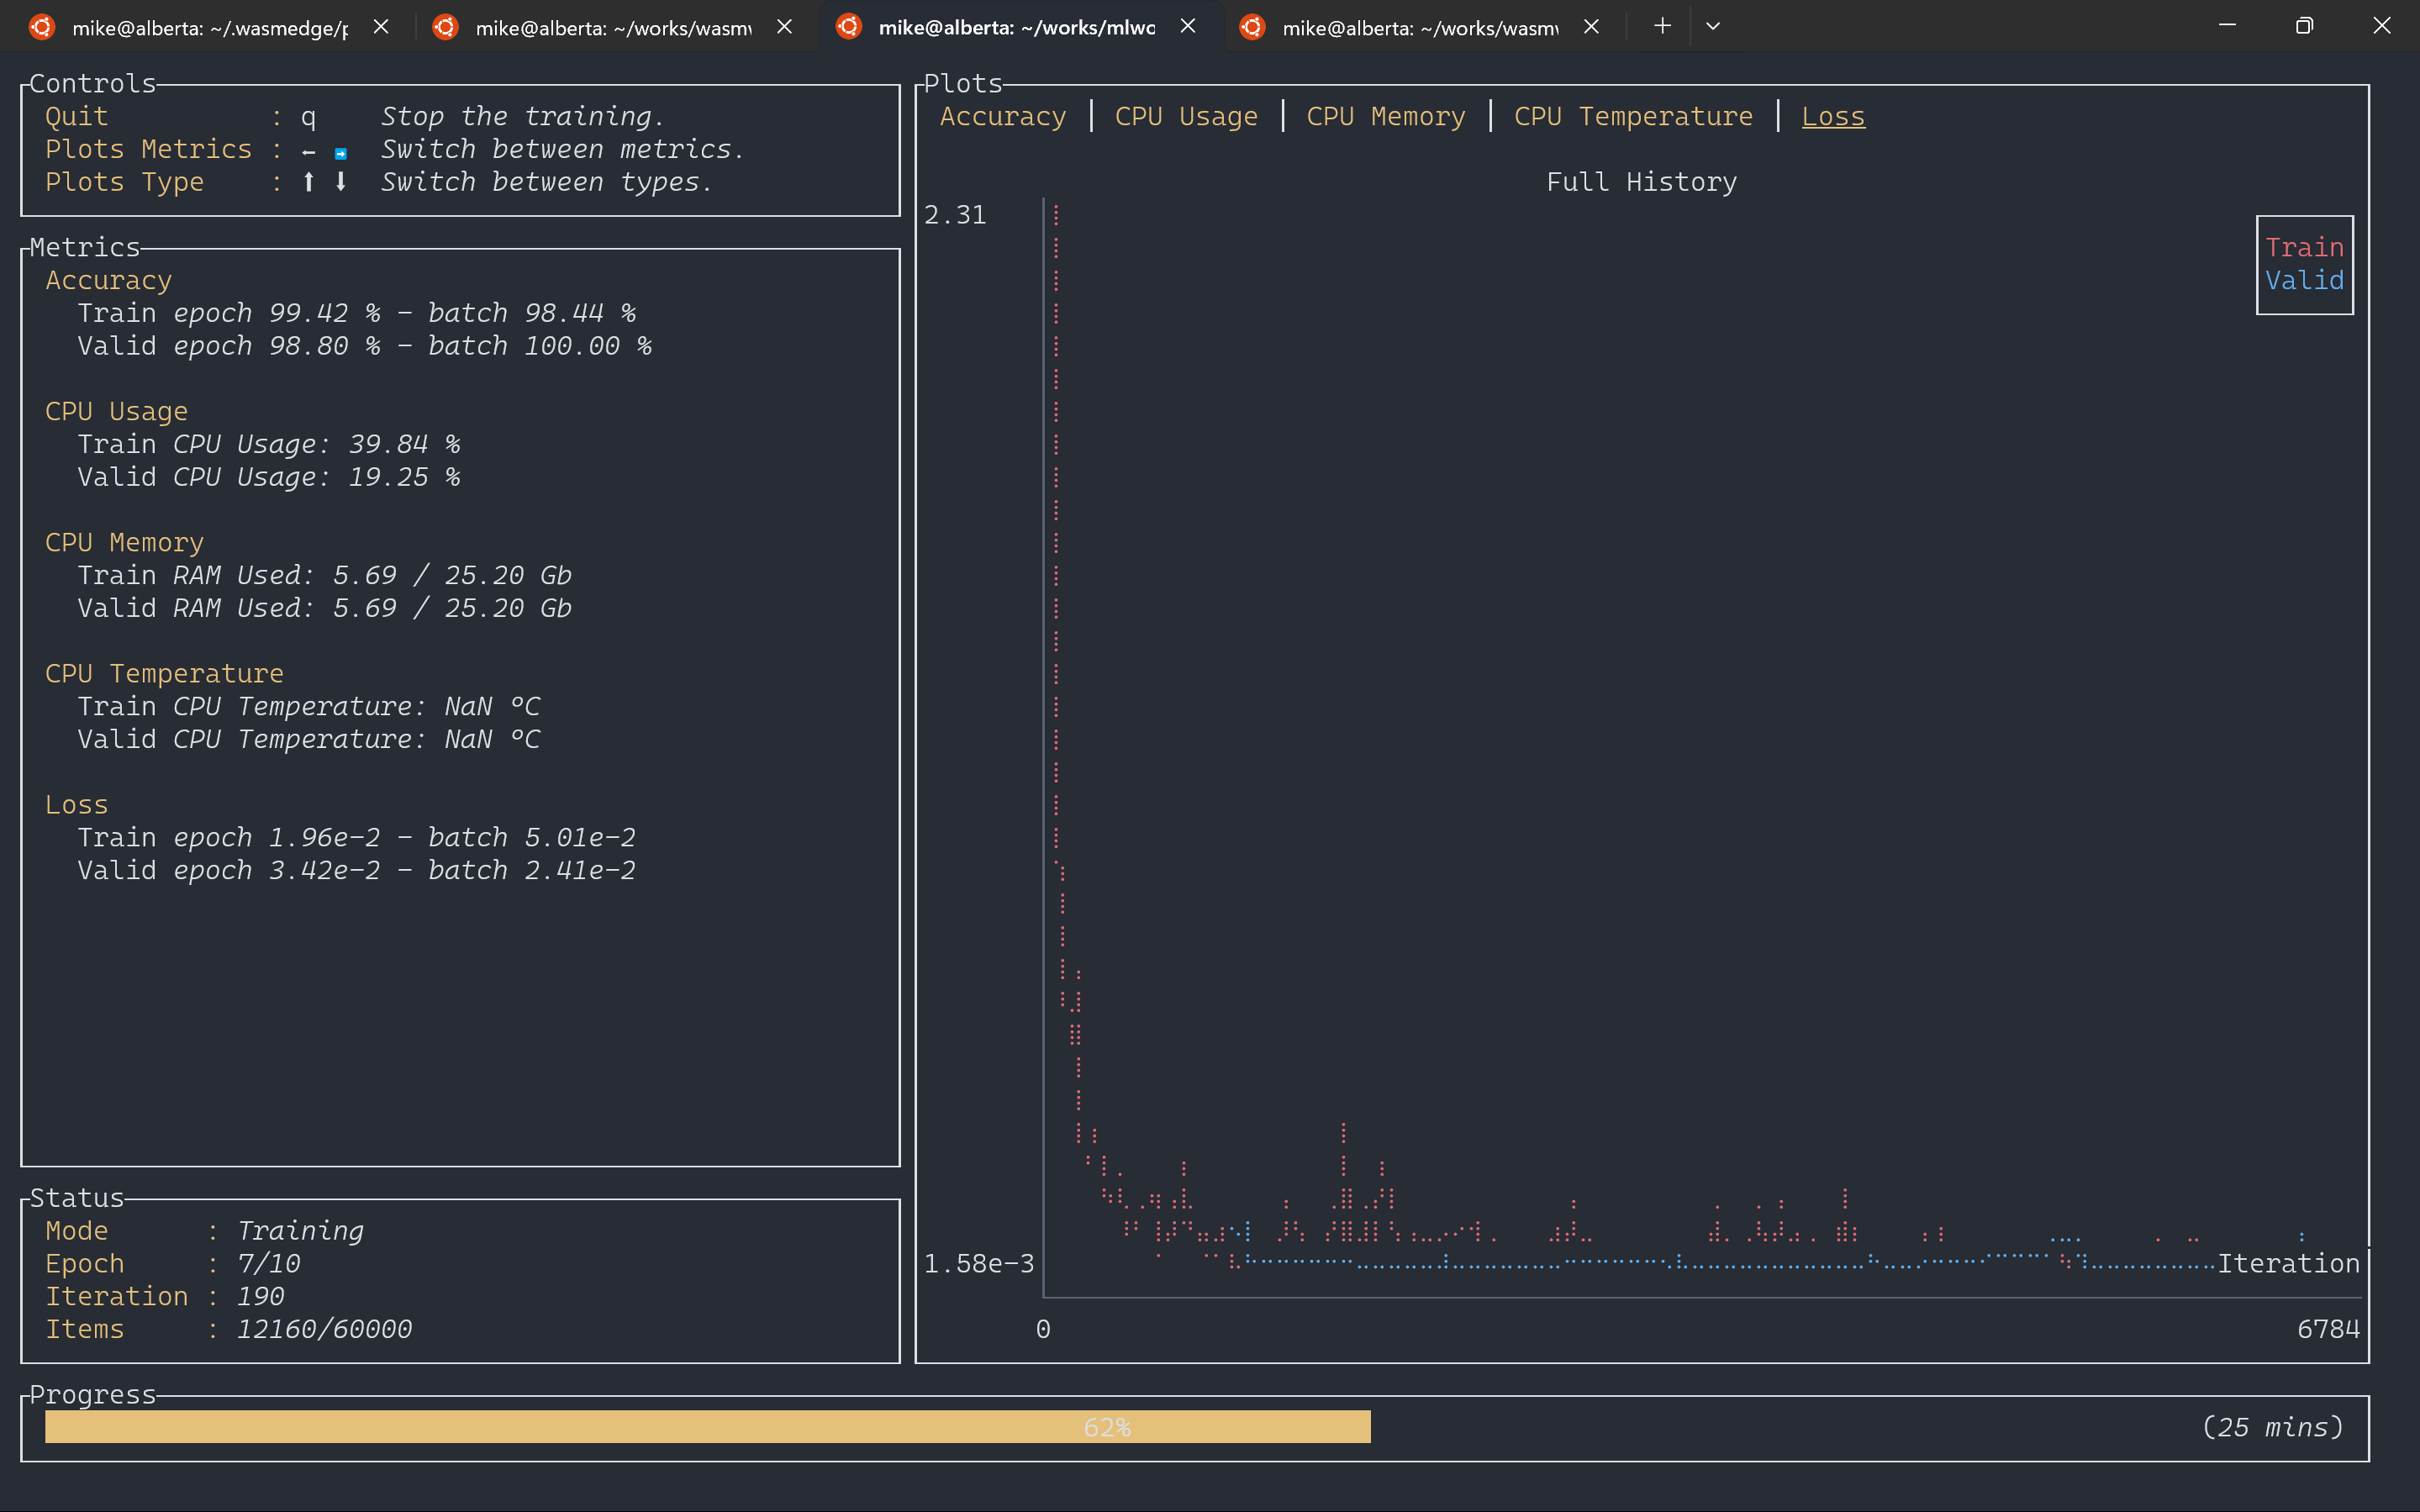 mike@alberta: ~/.wasmedge/p
mike@alberta: ~/works/wasmv
mike@alberta: ~/works/mlwo
mike@alberta: ~/works/wasmv
Controls
Quit : q Stop the training.
Plots Metrics : ← ➡ Switch between metrics.
Plots Type : ↑ ↓ Switch between types.
Metrics
Accuracy
Train epoch 99.42 % - batch 98.44 %
Valid epoch 98.80 % - batch 100.00 %
CPU Usage
Train CPU Usage: 39.84 %
Valid CPU Usage: 19.25 %
CPU Memory
Train RAM Used: 5.69 / 25.20 Gb
Valid RAM Used: 5.69 / 25.20 Gb
CPU Temperature
Train CPU Temperature: NaN °C
Valid CPU Temperature: NaN °C
Loss
Train epoch 1.96e-2 - batch 5.01e-2
Valid epoch 3.42e-2 - batch 2.41e-2
Status
Mode : Training
Epoch : 7/10
Iteration : 190
Items : 12160/60000
Plots
Accuracy | CPU Usage | CPU Memory | CPU Temperature | Loss
Full History
2.31
Train
Valid
1.58e-3
Iteration
0 6784
Progress
62% (25 mins)